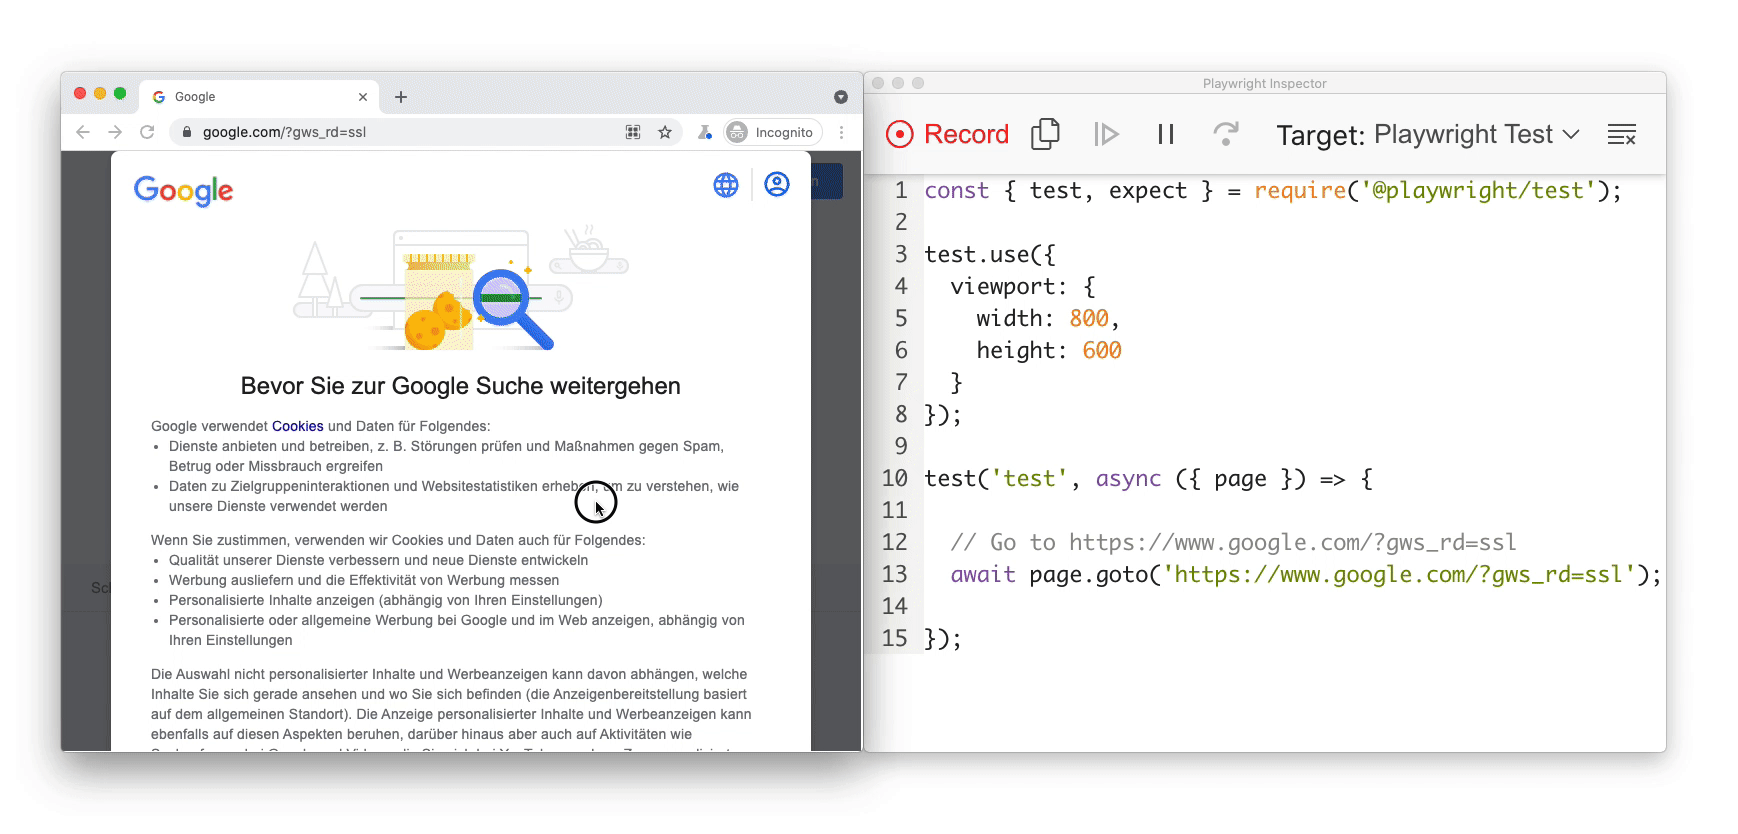 Google
google.com/?gws_rd=ssl
Incognito
Google
Bevor Sie zur Google Suche weitergehen
Google verwendet Cookies und Daten für Folgendes:
• Dienste anbieten und betreiben, z. B. Störungen prüfen und Maßnahmen gegen Spam,
Betrug oder Missbrauch ergreifen
• Daten zu Zielgruppeninteraktionen und Websitestatistiken erheben, um zu verstehen, wie
unsere Dienste verwendet werden
Wenn Sie zustimmen, verwenden wir Cookies und Daten auch für Folgendes:
• Qualität unserer Dienste verbessern und neue Dienste entwickeln
• Werbung ausliefern und die Effektivität von Werbung messen
• Personalisierte Inhalte anzeigen (abhängig von Ihren Einstellungen)
• Personalisierte oder allgemeine Werbung bei Google und im Web anzeigen, abhängig von
Ihren Einstellungen
Die Auswahl nicht personalisierter Inhalte und Werbeanzeigen kann davon abhängen, welche
Inhalte Sie sich gerade ansehen und wo Sie sich befinden (die Anzeigenbereitstellung basiert
auf dem allgemeinen Standort). Die Anzeige personalisierter Inhalte und Werbeanzeigen kann
ebenfalls auf diesen Aspekten beruhen, darüber hinaus aber auch auf Aktivitäten wie
Playwright Inspector
Record
Target: Playwright Test
1 const { test, expect } = require('@playwright/test');
2
3 test.use({
4 viewport: {
5 width: 800,
6 height: 600
7 }
8 });
9
10 test('test', async ({ page }) => {
11
12 // Go to https://www.google.com/?gws_rd=ssl
13 await page.goto('https://www.google.com/?gws_rd=ssl');
14
15 });